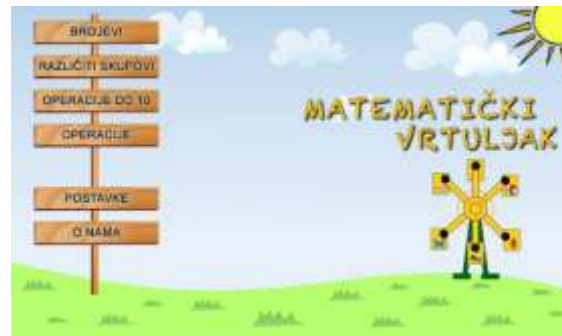 BROJEVI
RAZLIČITI SKUPOVI
OPERACIJE DO 10
OPERACIJE
POSTAVKE
O NAMA
MATEMATIČKI
VRTULJAK